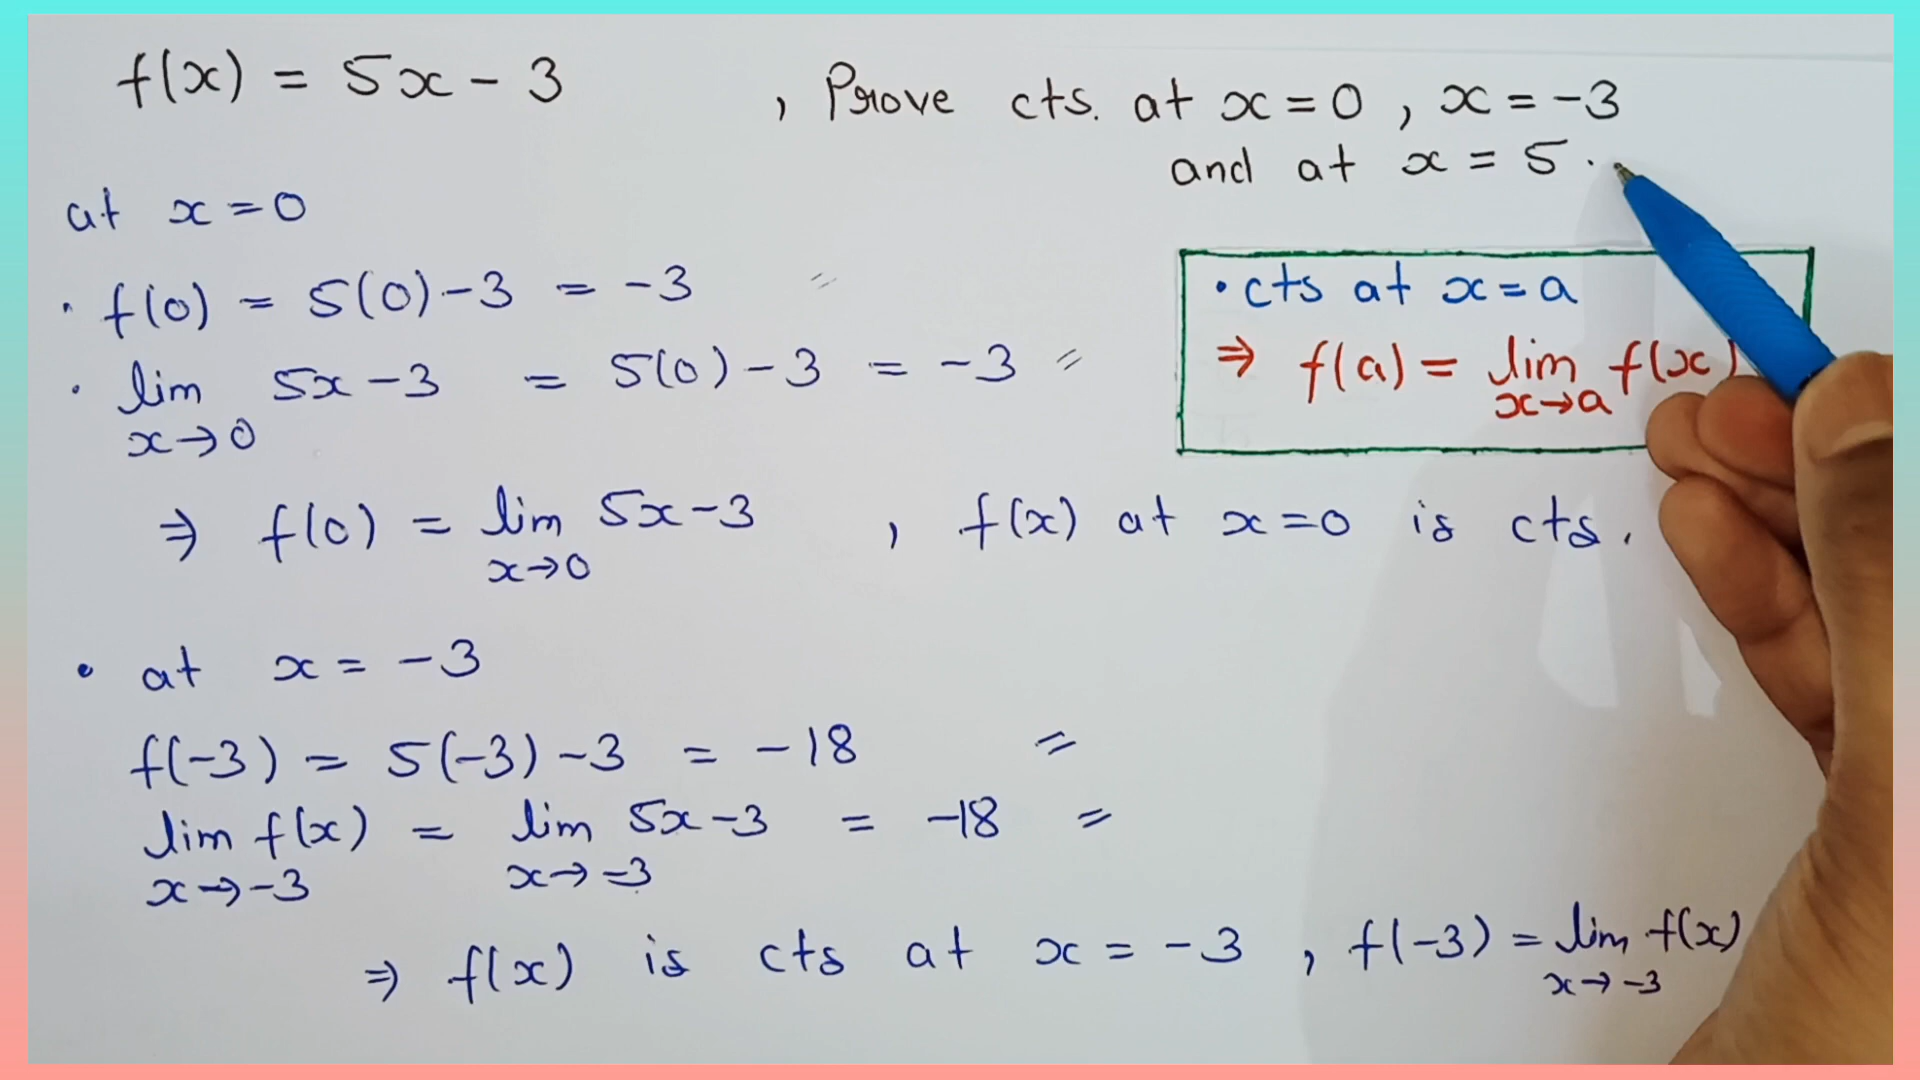 f(x) = 5x - 3 , Prove cts. at x = 0 , x = -3
and at x = 5 .
at x = 0
• cts at x = a
⇒ f(a) = lim f(x)
x→a
• f(0) = 5(0) - 3 = -3 =
• lim 5x - 3 = 5(0) - 3 = -3 =
x→0
⇒ f(0) = lim 5x - 3 , f(x) at x = 0 is cts.
x→0
• at x = -3
f(-3) = 5(-3) - 3 = -18 =
lim f(x) = lim 5x - 3 = -18 =
x→-3 x→-3
⇒ f(x) is cts at x = -3 , f(-3) = lim f(x)
x→-3